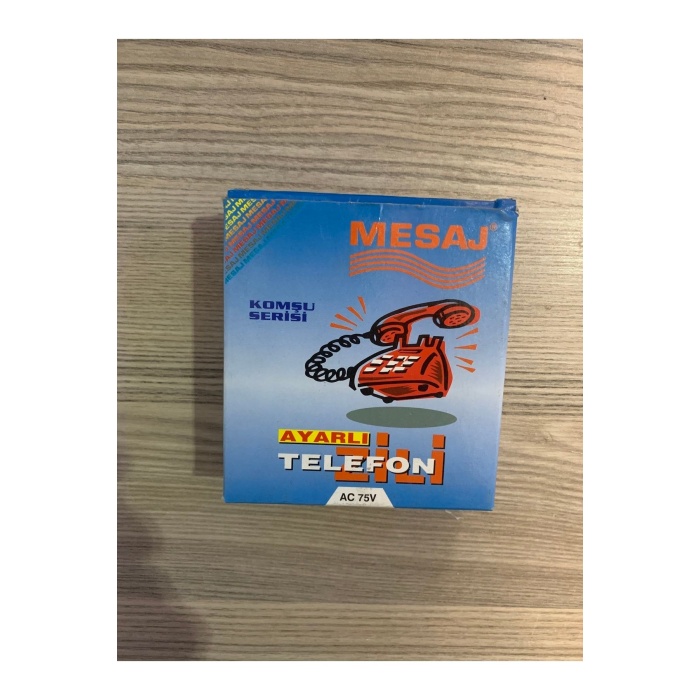 MESAJ®
KOMŞU
SERİSİ
AYARLI
TELEFON
ZİLİ
AC 75V